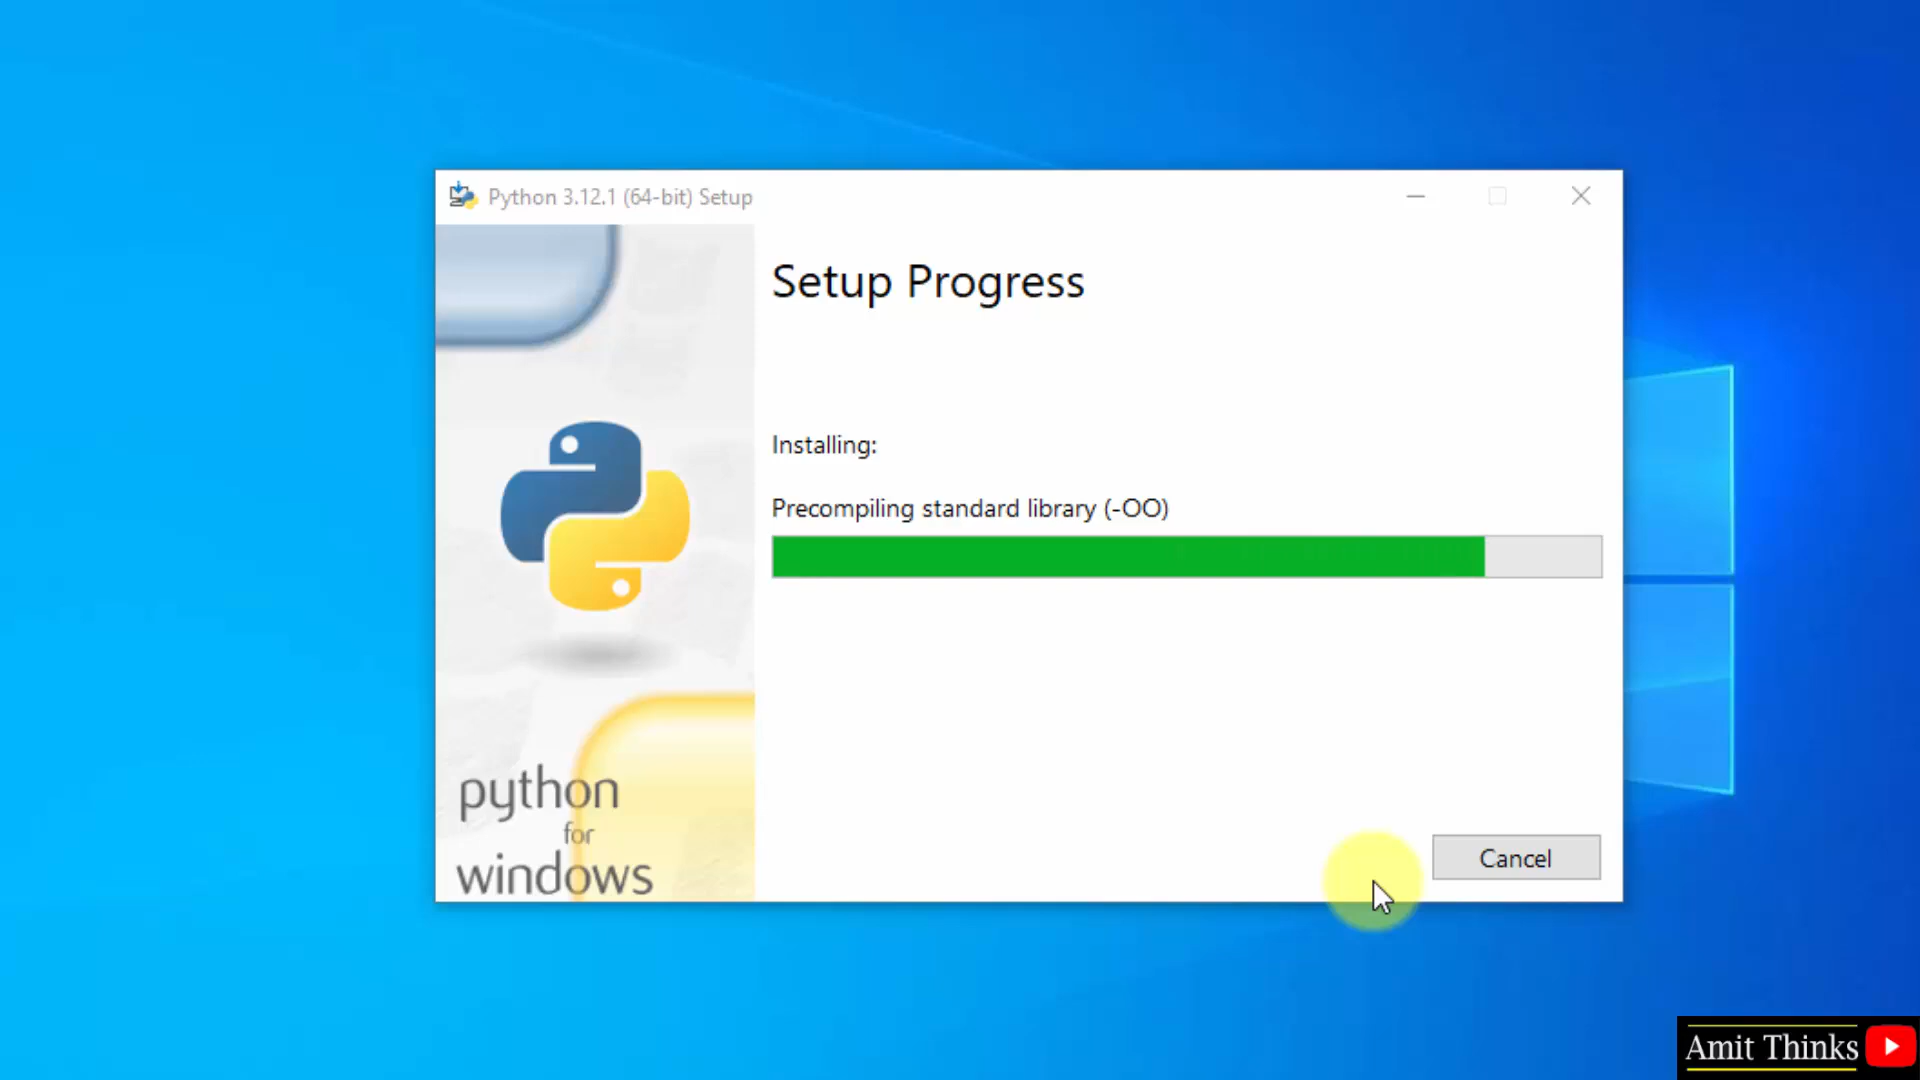 Python 3.12.1 (64-bit) Setup
Setup Progress
Installing:
Precompiling standard library (-OO)
python
for
windows
Cancel
Amit Thinks